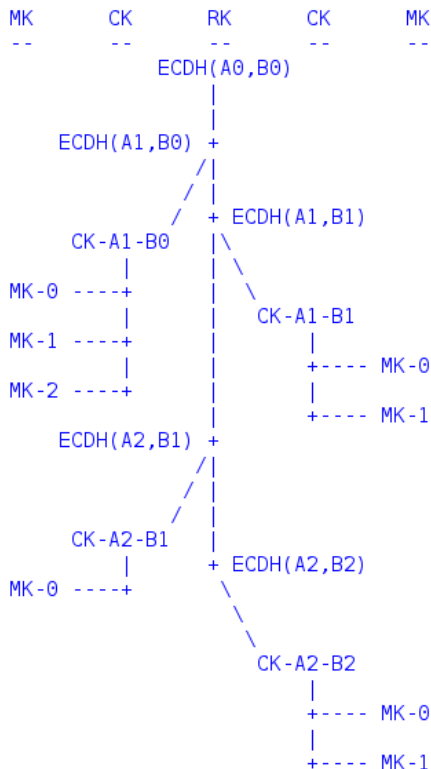 MK CK RK CK MK
-- -- -- -- --
ECDH(A0,B0)
|
|
ECDH(A1,B0) +
/|
/ |
/ + ECDH(A1,B1)
CK-A1-B0 |\
| | \
MK-0 ----+ | \
| | CK-A1-B1
MK-1 ----+ | |
| | +---- MK-0
MK-2 ----+ | |
| +---- MK-1
ECDH(A2,B1) +
/|
/ |
/ |
CK-A2-B1 |
| + ECDH(A2,B2)
MK-0 ----+ \
\
\
CK-A2-B2
|
+---- MK-0
|
+---- MK-1